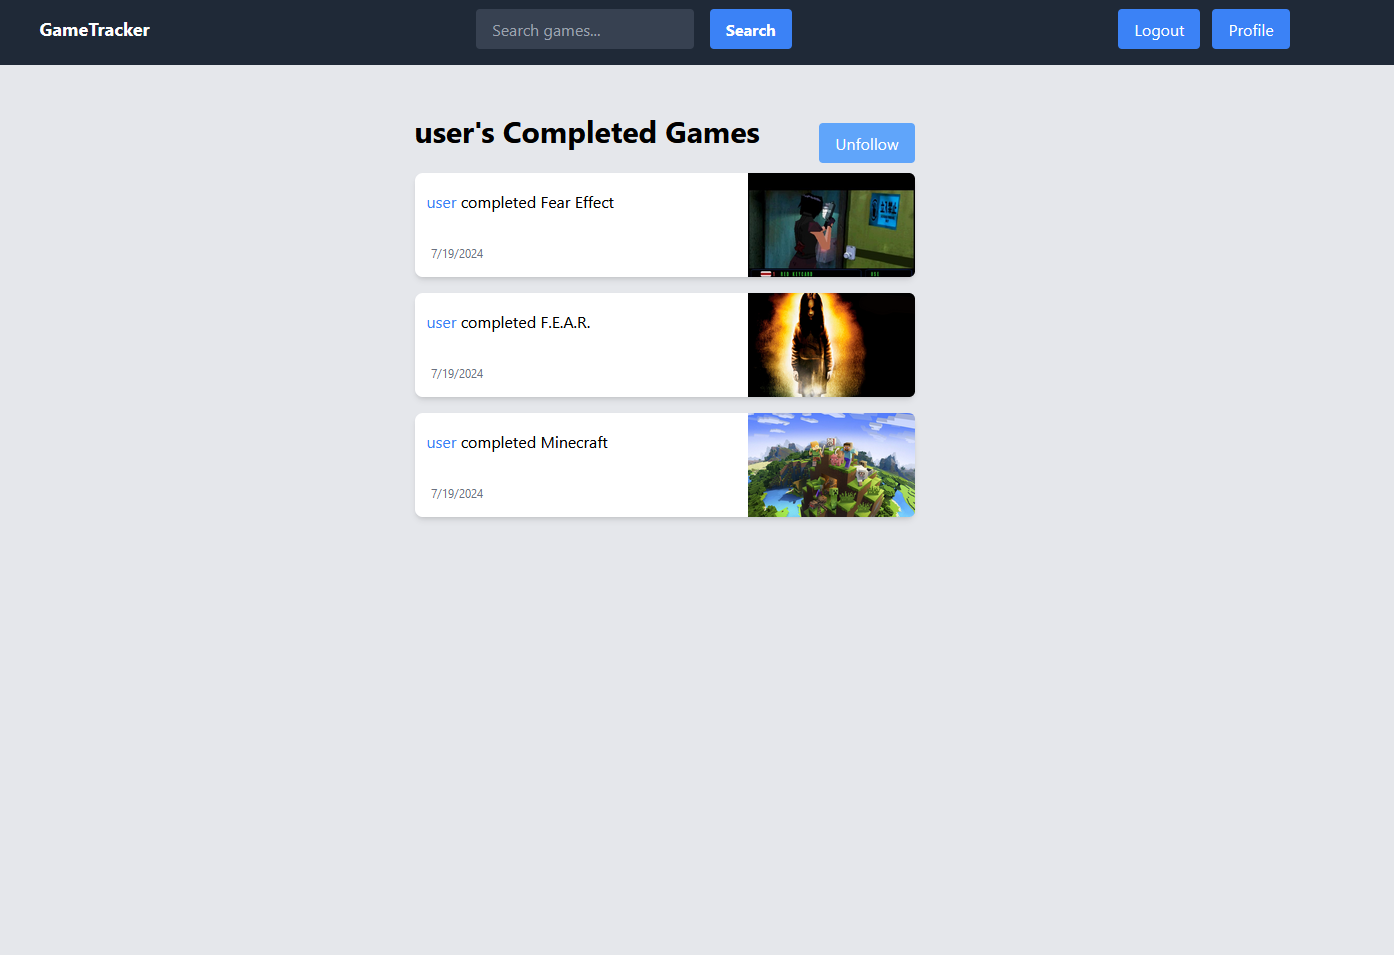 GameTracker
Search games...
Search
Logout
Profile
user's Completed Games
Unfollow
user completed Fear Effect
7/19/2024
user completed F.E.A.R.
7/19/2024
user completed Minecraft
7/19/2024